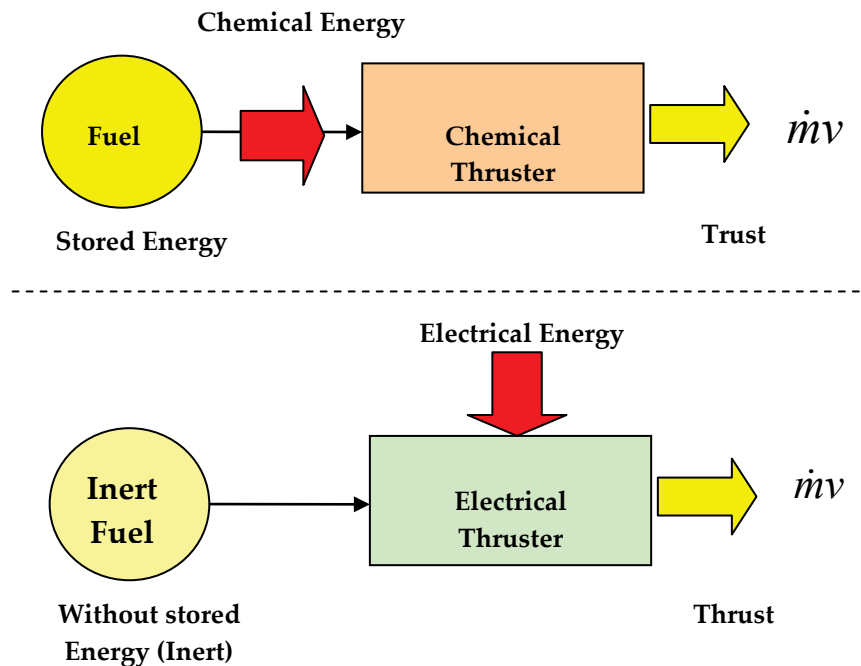 Chemical Energy
Fuel
Chemical
Thruster
ṁv
Stored Energy
Trust
Electrical Energy
Inert
Fuel
Electrical
Thruster
ṁv
Without stored
Energy (Inert)
Thrust